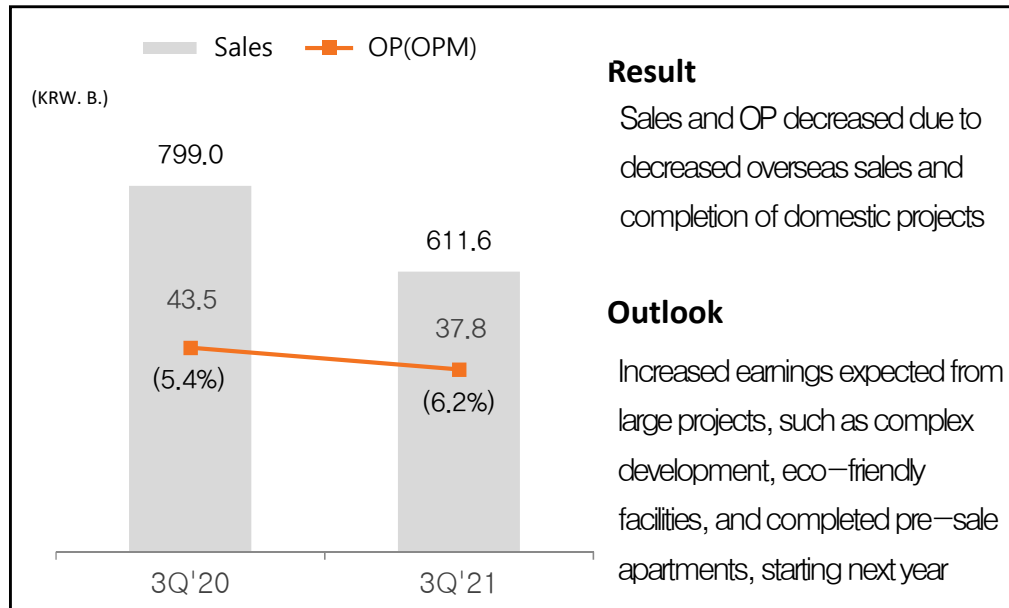 Sales OP(OPM)
(KRW. B.)
799.0
611.6
43.5
37.8
(5.4%)
(6.2%)
3Q'20 3Q'21
Result
Sales and OP decreased due to
decreased overseas sales and
completion of domestic projects
Outlook
Increased earnings expected from
large projects, such as complex
development, eco-friendly
facilities, and completed pre-sale
apartments, starting next year